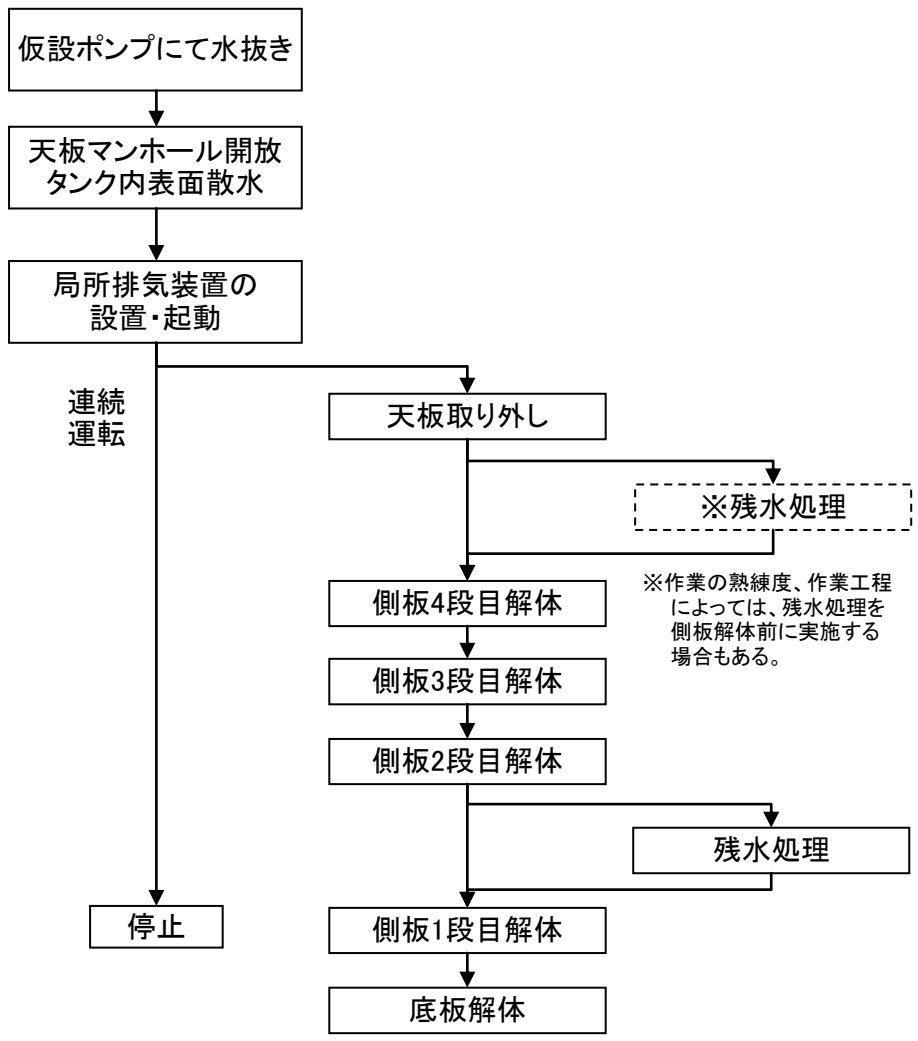 仮設ポンプにて水抜き
天板マンホール開放
タンク内表面散水
局所排気装置の
設置・起動
連続
運転
天板取り外し
※残水処理
側板4段目解体
※作業の熟練度、作業工程
によっては、残水処理を
側板解体前に実施する
場合もある。
側板3段目解体
側板2段目解体
残水処理
停止
側板1段目解体
底板解体